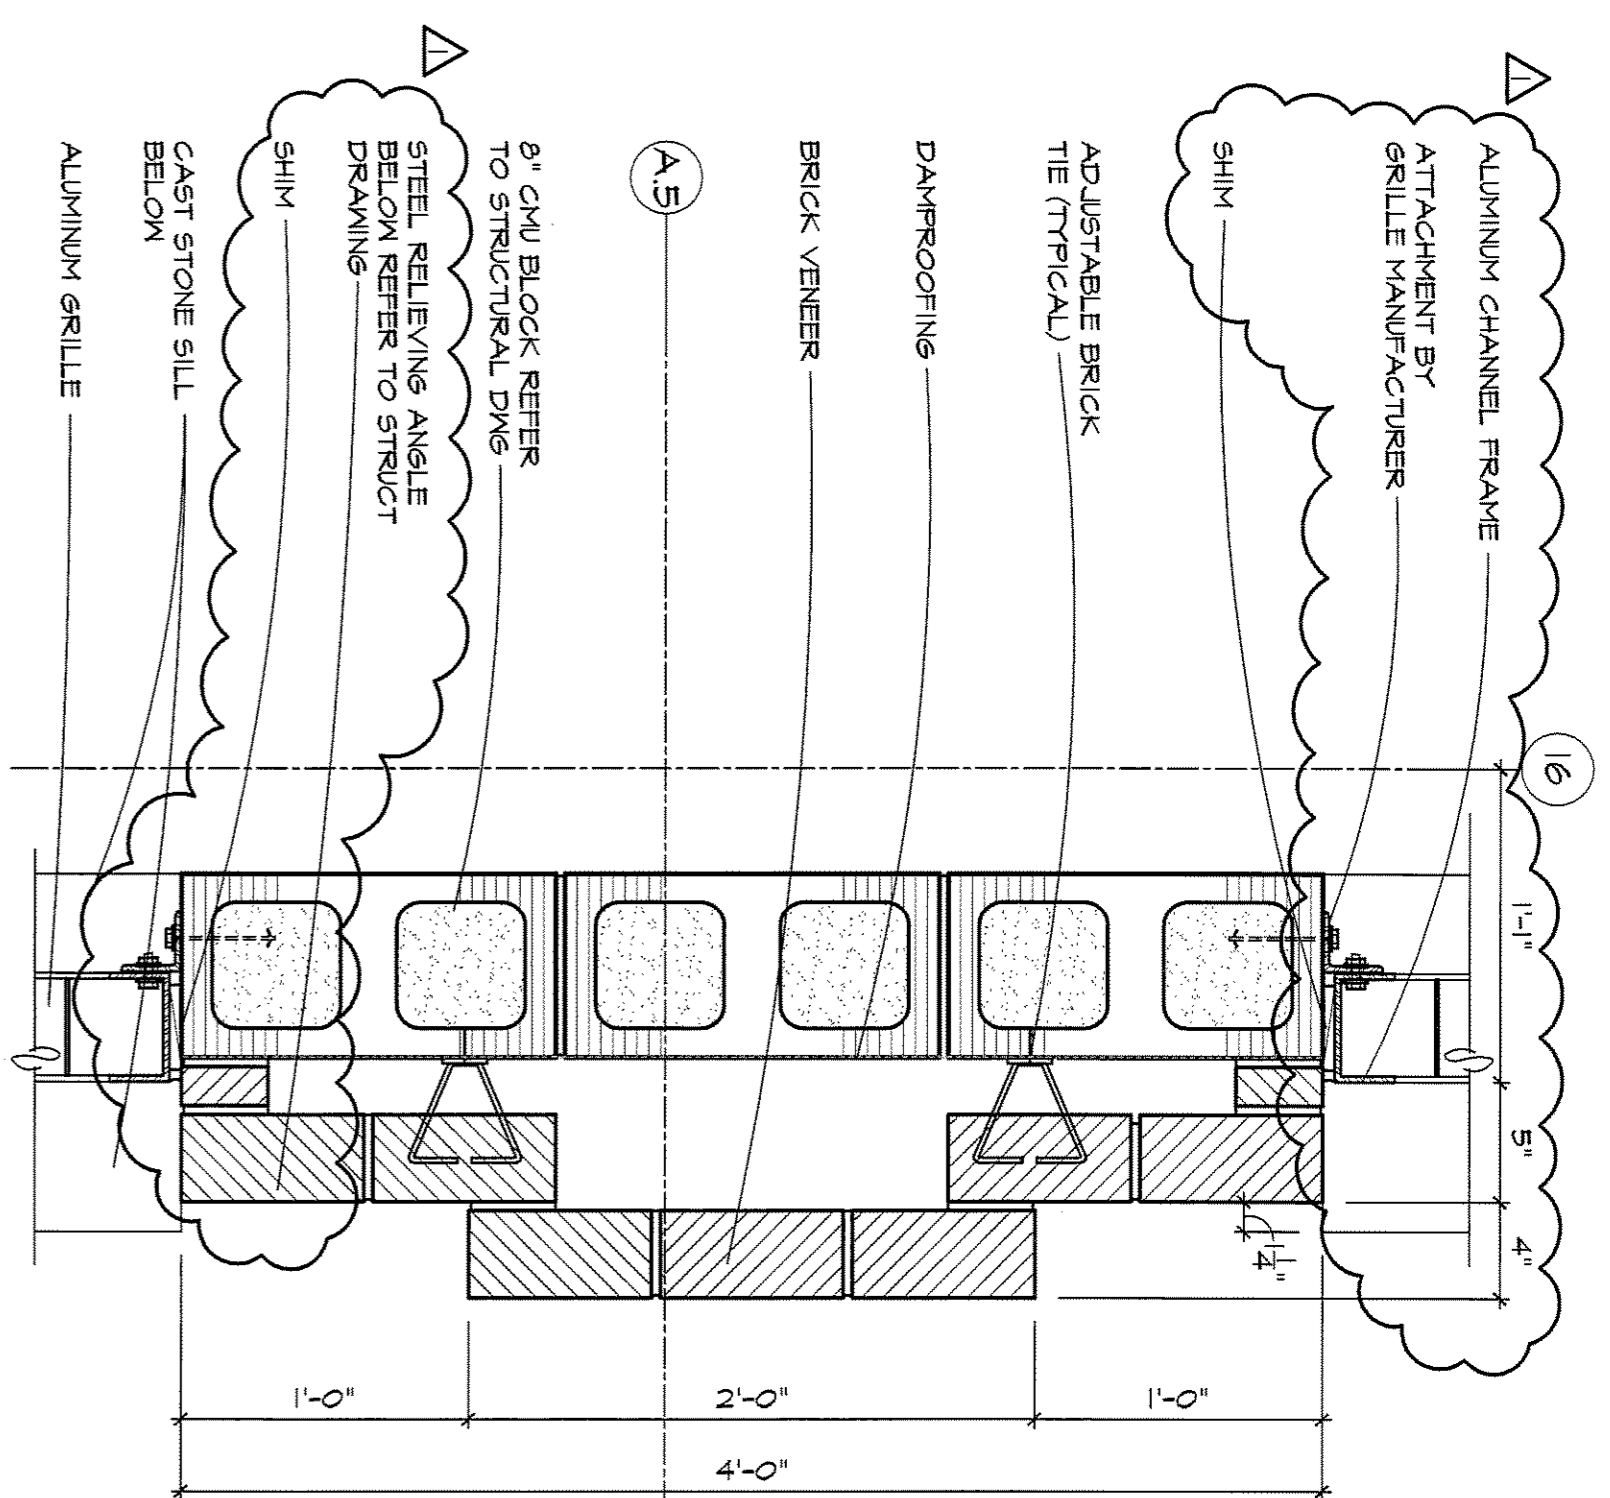 1
ALUMINUM CHANNEL FRAME
ATTACHMENT BY
GRILLE MANUFACTURER
SHIM
ADJUSTABLE BRICK
TIE (TYPICAL)
DAMPROOFING
BRICK VENEER
A.5
8" CMU BLOCK REFER
TO STRUCTURAL DWG
1
STEEL RELIEVING ANGLE
BELOW REFER TO STRUCT
DRAWING
SHIM
CAST STONE SILL
BELOW
ALUMINUM GRILLE
16
1'-1"
5"
4"
1 1/4"
1'-0"
2'-0"
1'-0"
4'-0"